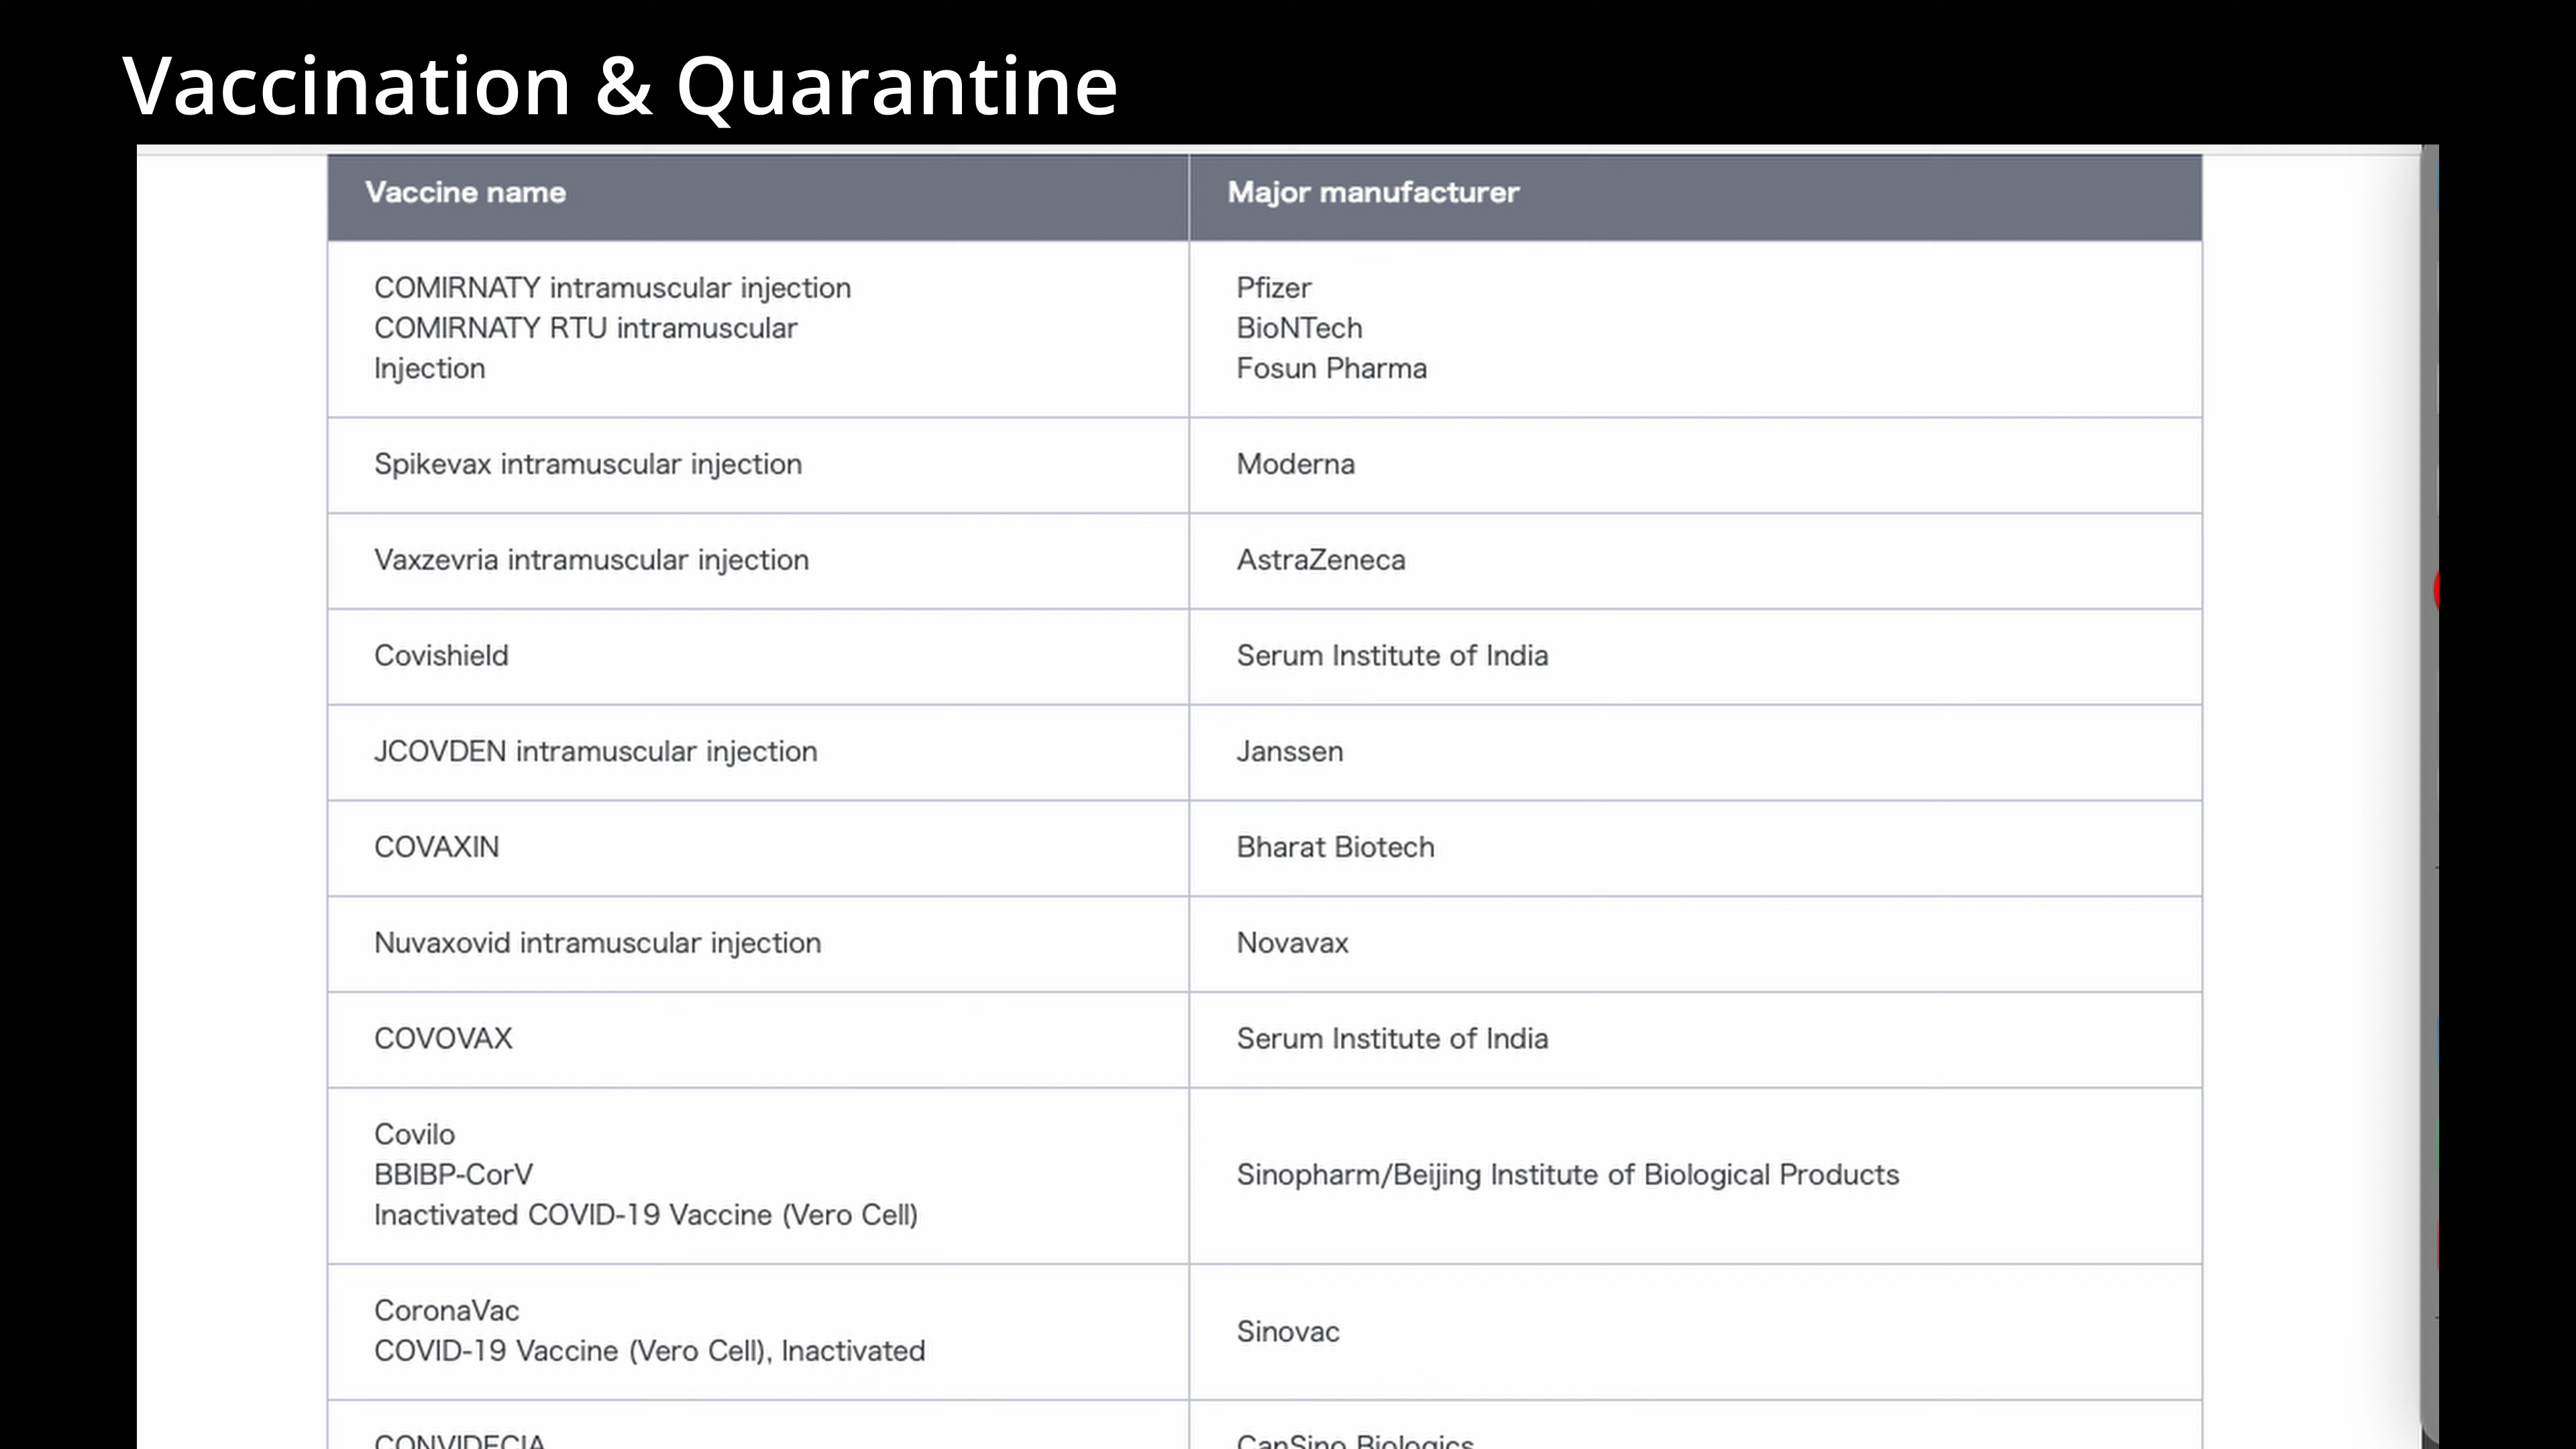 Vaccination & Quarantine
Vaccine name
Major manufacturer
COMIRNATY intramuscular injection
COMIRNATY RTU intramuscular
Injection
Pfizer
BioNTech
Fosun Pharma
Spikevax intramuscular injection
Moderna
Vaxzevria intramuscular injection
AstraZeneca
Covishield
Serum Institute of India
JCOVDEN intramuscular injection
Janssen
COVAXIN
Bharat Biotech
Nuvaxovid intramuscular injection
Novavax
COVOVAX
Serum Institute of India
Covilo
BBIBP-CorV
Inactivated COVID-19 Vaccine (Vero Cell)
Sinopharm/Beijing Institute of Biological Products
CoronaVac
COVID-19 Vaccine (Vero Cell), Inactivated
Sinovac
CONVIDECIA
CanSino Biologics